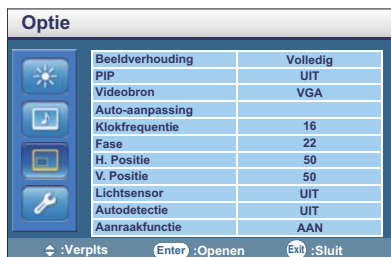 Optie
Beeldverhouding Volledig
PIP UIT
Videobron VGA
Auto-aanpassing
Klokfrequentie 16
Fase 22
H. Positie 50
V. Positie 50
Lichtsensor UIT
Autodetectie UIT
Aanraakfunctie AAN
:Verplts Enter :Openen Exit :Sluit